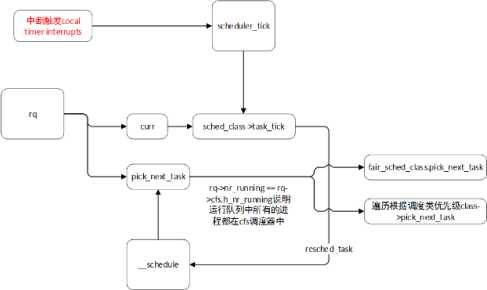 中断触发Local
timer interrupts
scheduler_tick
rq
curr
sched_class->task_tick
pick_next_task
fair_sched_class.pick_next_task
rq->nr_running == rq-
>cfs.h_nr_running说明
运行队列中所有的进
程都在cfs调度器中
遍历根据调度类优先级class-
>pick_next_task
resched_task
__schedule